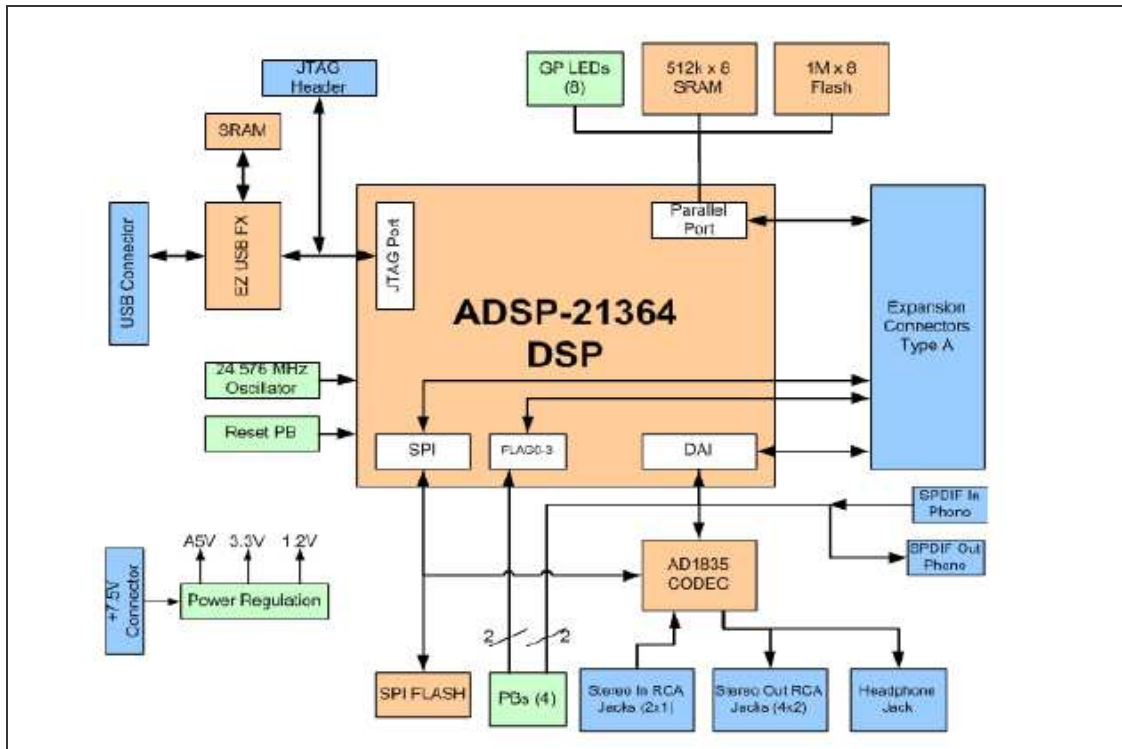 JTAG
Header
GP LEDs
(8)
512k x 8
SRAM
1M x 8
Flash
SRAM
USB Connector
EZ USB FX
JTAG Port
Parallel
Port
ADSP-21364
DSP
Expansion
Connectors
Type A
24.576 MHz
Oscillator
Reset PB
SPI
FLAG0-3
DAI
SPDIF In
Phono
SPDIF Out
Phono
A5V
3.3V
1.2V
+7.5V
Connector
Power Regulation
AD1835
CODEC
2
2
SPI FLASH
PBs (4)
Stereo In RCA
Jacks (2x1)
Stereo Out RCA
Jacks (4x2)
Headphone
Jack